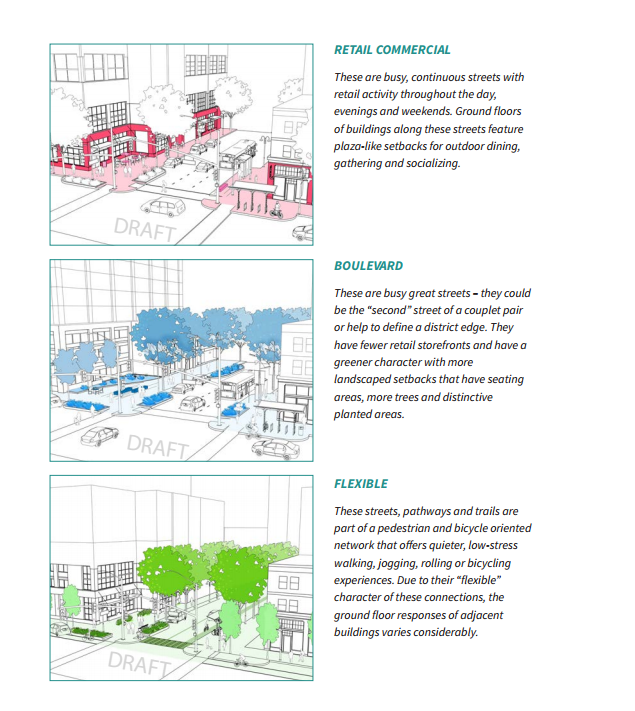 RETAIL COMMERCIAL
These are busy, continuous streets with
retail activity throughout the day,
evenings and weekends. Ground floors
of buildings along these streets feature
plaza-like setbacks for outdoor dining,
gathering and socializing.
DRAFT
BOULEVARD
These are busy great streets – they could
be the “second” street of a couplet pair
or help to define a district edge. They
have fewer retail storefronts and have a
greener character with more
landscaped setbacks that have seating
areas, more trees and distinctive
planted areas.
DRAFT
FLEXIBLE
These streets, pathways and trails are
part of a pedestrian and bicycle oriented
network that offers quieter, low-stress
walking, jogging, rolling or bicycling
experiences. Due to their “flexible”
character of these connections, the
ground floor responses of adjacent
buildings varies considerably.
DRAFT